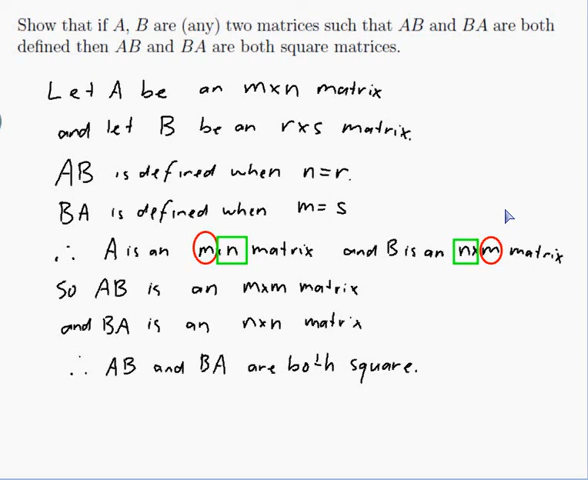 Show that if A, B are (any) two matrices such that AB and BA are both
defined then AB and BA are both square matrices.
Let A be an m×n matrix
and let B be an r×s matrix.
AB is defined when n=r.
BA is defined when m=s
∴ A is an m×n matrix and B is an n×m matrix
So AB is an m×m matrix
and BA is an n×n matrix
∴ AB and BA are both square.